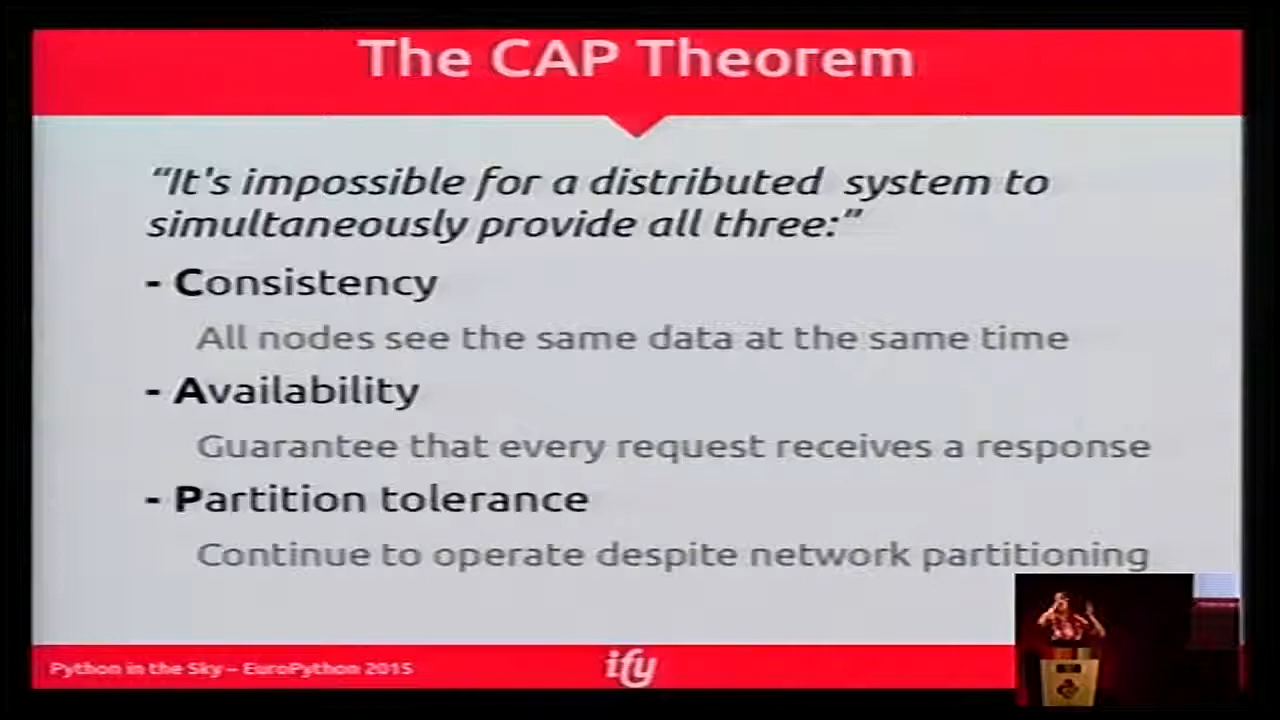 The CAP Theorem
“It's impossible for a distributed system to
simultaneously provide all three:”
- Consistency
All nodes see the same data at the same time
- Availability
Guarantee that every request receives a response
- Partition tolerance
Continue to operate despite network partitioning
Python in the Sky – EuroPython 2015
ify